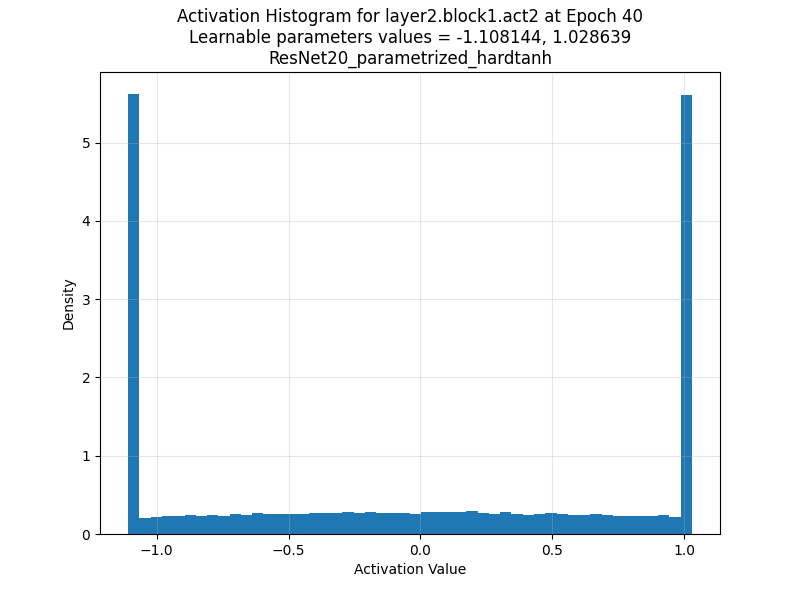 Activation Histogram for layer2.block1.act2 at Epoch 40
Learnable parameters values = -1.108144, 1.028639
ResNet20_parametrized_hardtanh
5
4
3
2
1
0
Density
−1.0 −0.5 0.0 0.5 1.0
Activation Value